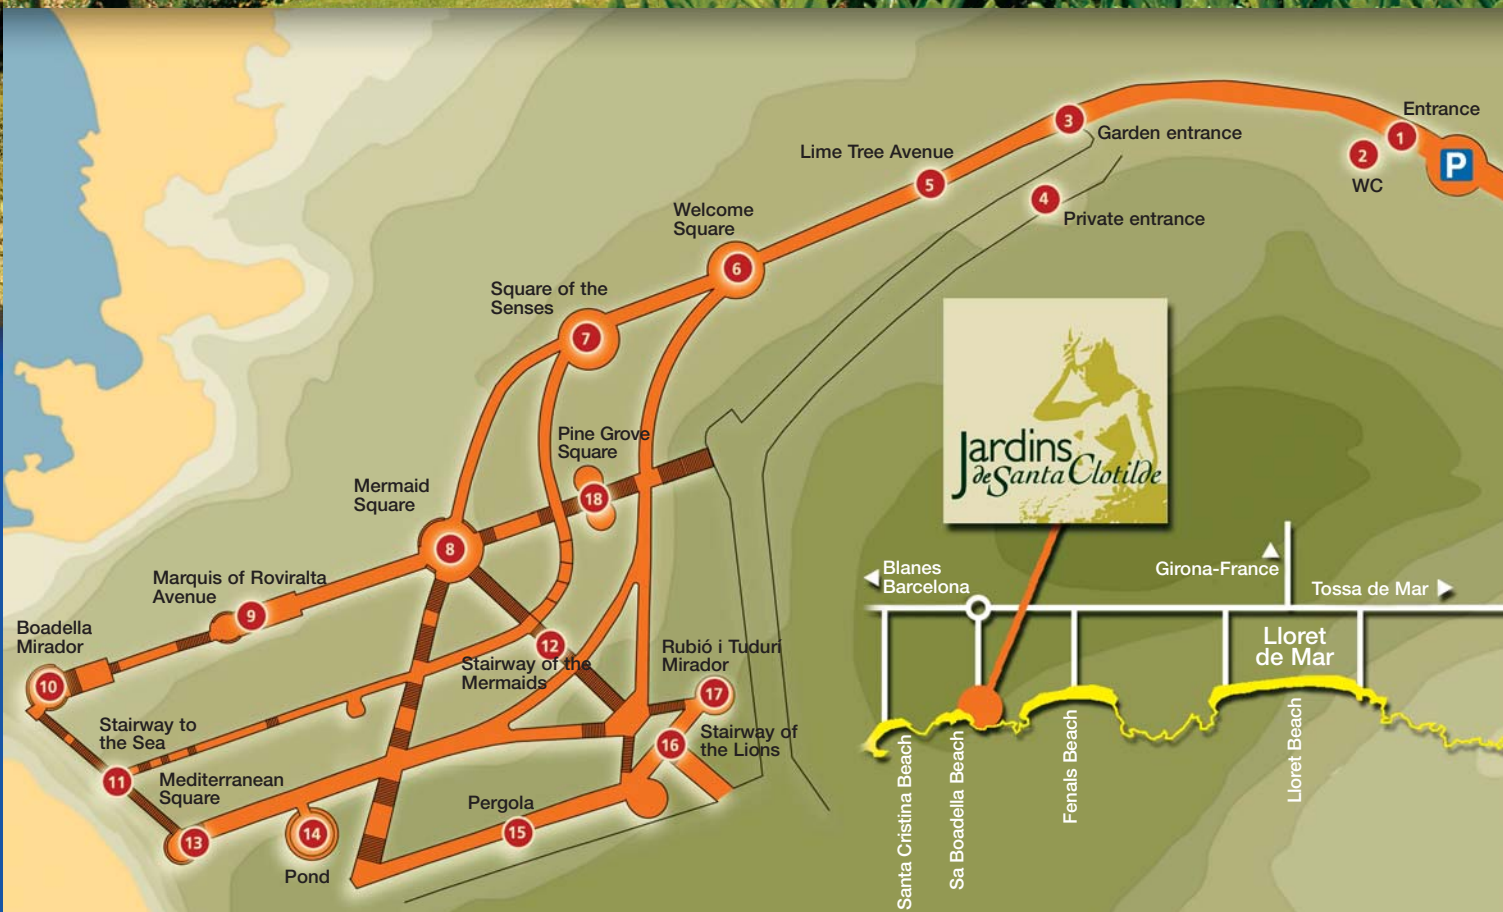 Entrance
1
P
2
WC
3
Garden entrance
4
Private entrance
Lime Tree Avenue
5
Welcome
Square
6
Square of the
Senses
7
Pine Grove
Square
18
Mermaid
Square
8
Marquis of Roviralta
Avenue
9
Boadella
Mirador
10
Stairway to
the Sea
11
12
Stairway of the
Mermaids
Rubió i Tudurí
Mirador
17
Stairway of
the Lions
16
Mediterranean
Square
13
14
Pond
Pergola
15
Jardins
de Santa Clotilde
Blanes
Barcelona
Girona-France
Tossa de Mar
Lloret
de Mar
Santa Cristina Beach
Sa Boadella Beach
Fenals Beach
Lloret Beach